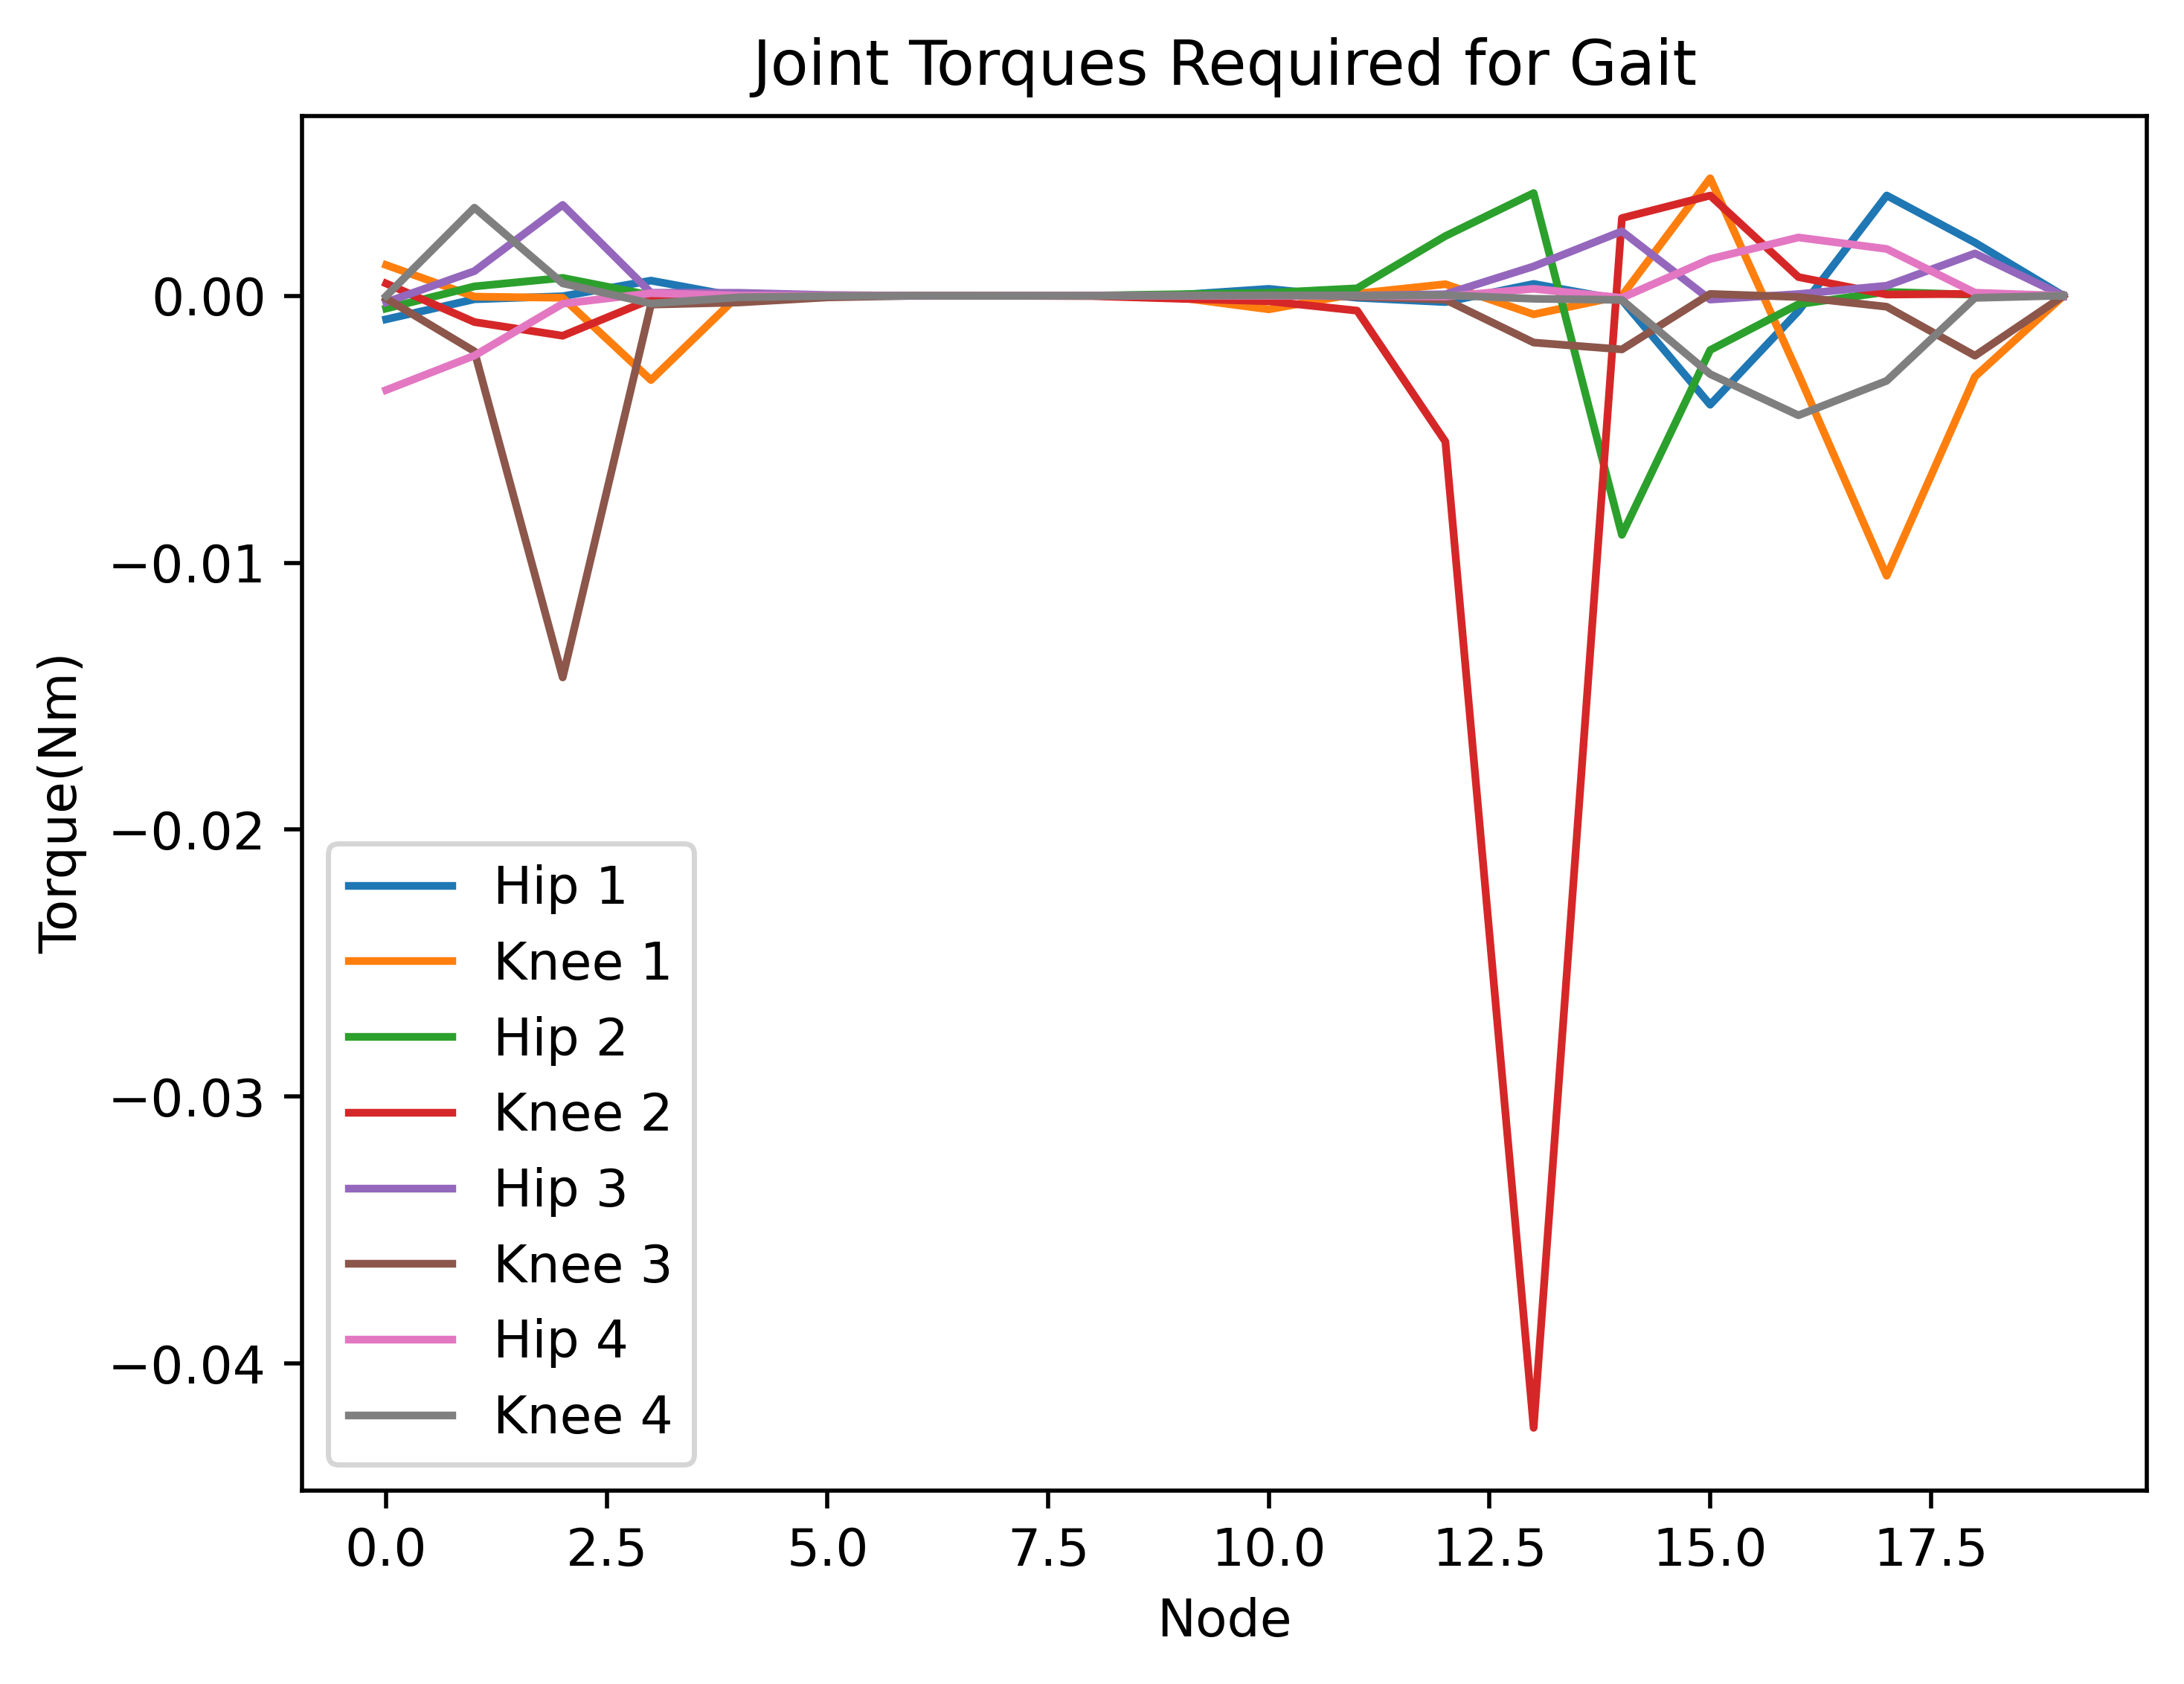 Joint Torques Required for Gait
Torque(Nm)
0.00
−0.01
−0.02
−0.03
−0.04
Hip 1
Knee 1
Hip 2
Knee 2
Hip 3
Knee 3
Hip 4
Knee 4
0.0 2.5 5.0 7.5 10.0 12.5 15.0 17.5
Node